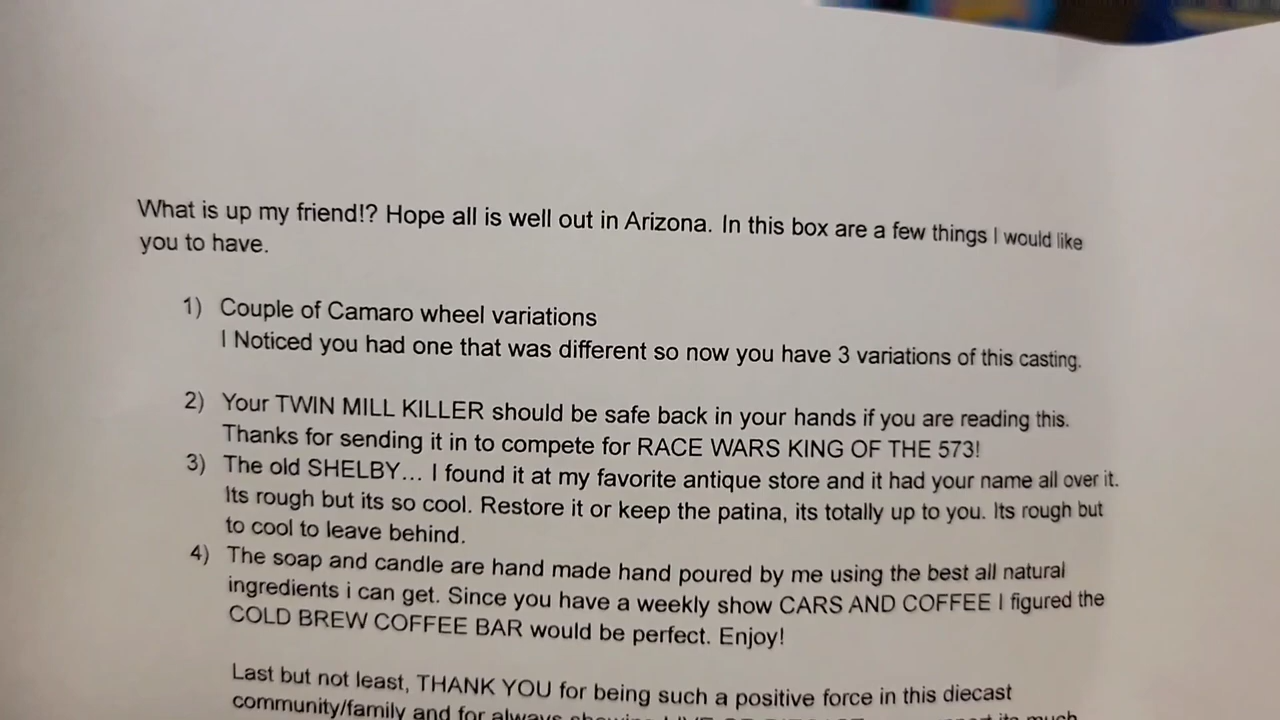 What is up my friend!? Hope all is well out in Arizona. In this box are a few things I would like
you to have.
1) Couple of Camaro wheel variations
I Noticed you had one that was different so now you have 3 variations of this casting.
2) Your TWIN MILL KILLER should be safe back in your hands if you are reading this.
Thanks for sending it in to compete for RACE WARS KING OF THE 573!
3) The old SHELBY... I found it at my favorite antique store and it had your name all over it.
Its rough but its so cool. Restore it or keep the patina, its totally up to you. Its rough but
to cool to leave behind.
4) The soap and candle are hand made hand poured by me using the best all natural
ingredients i can get. Since you have a weekly show CARS AND COFFEE I figured the
COLD BREW COFFEE BAR would be perfect. Enjoy!
Last but not least, THANK YOU for being such a positive force in this diecast
community/family and for always